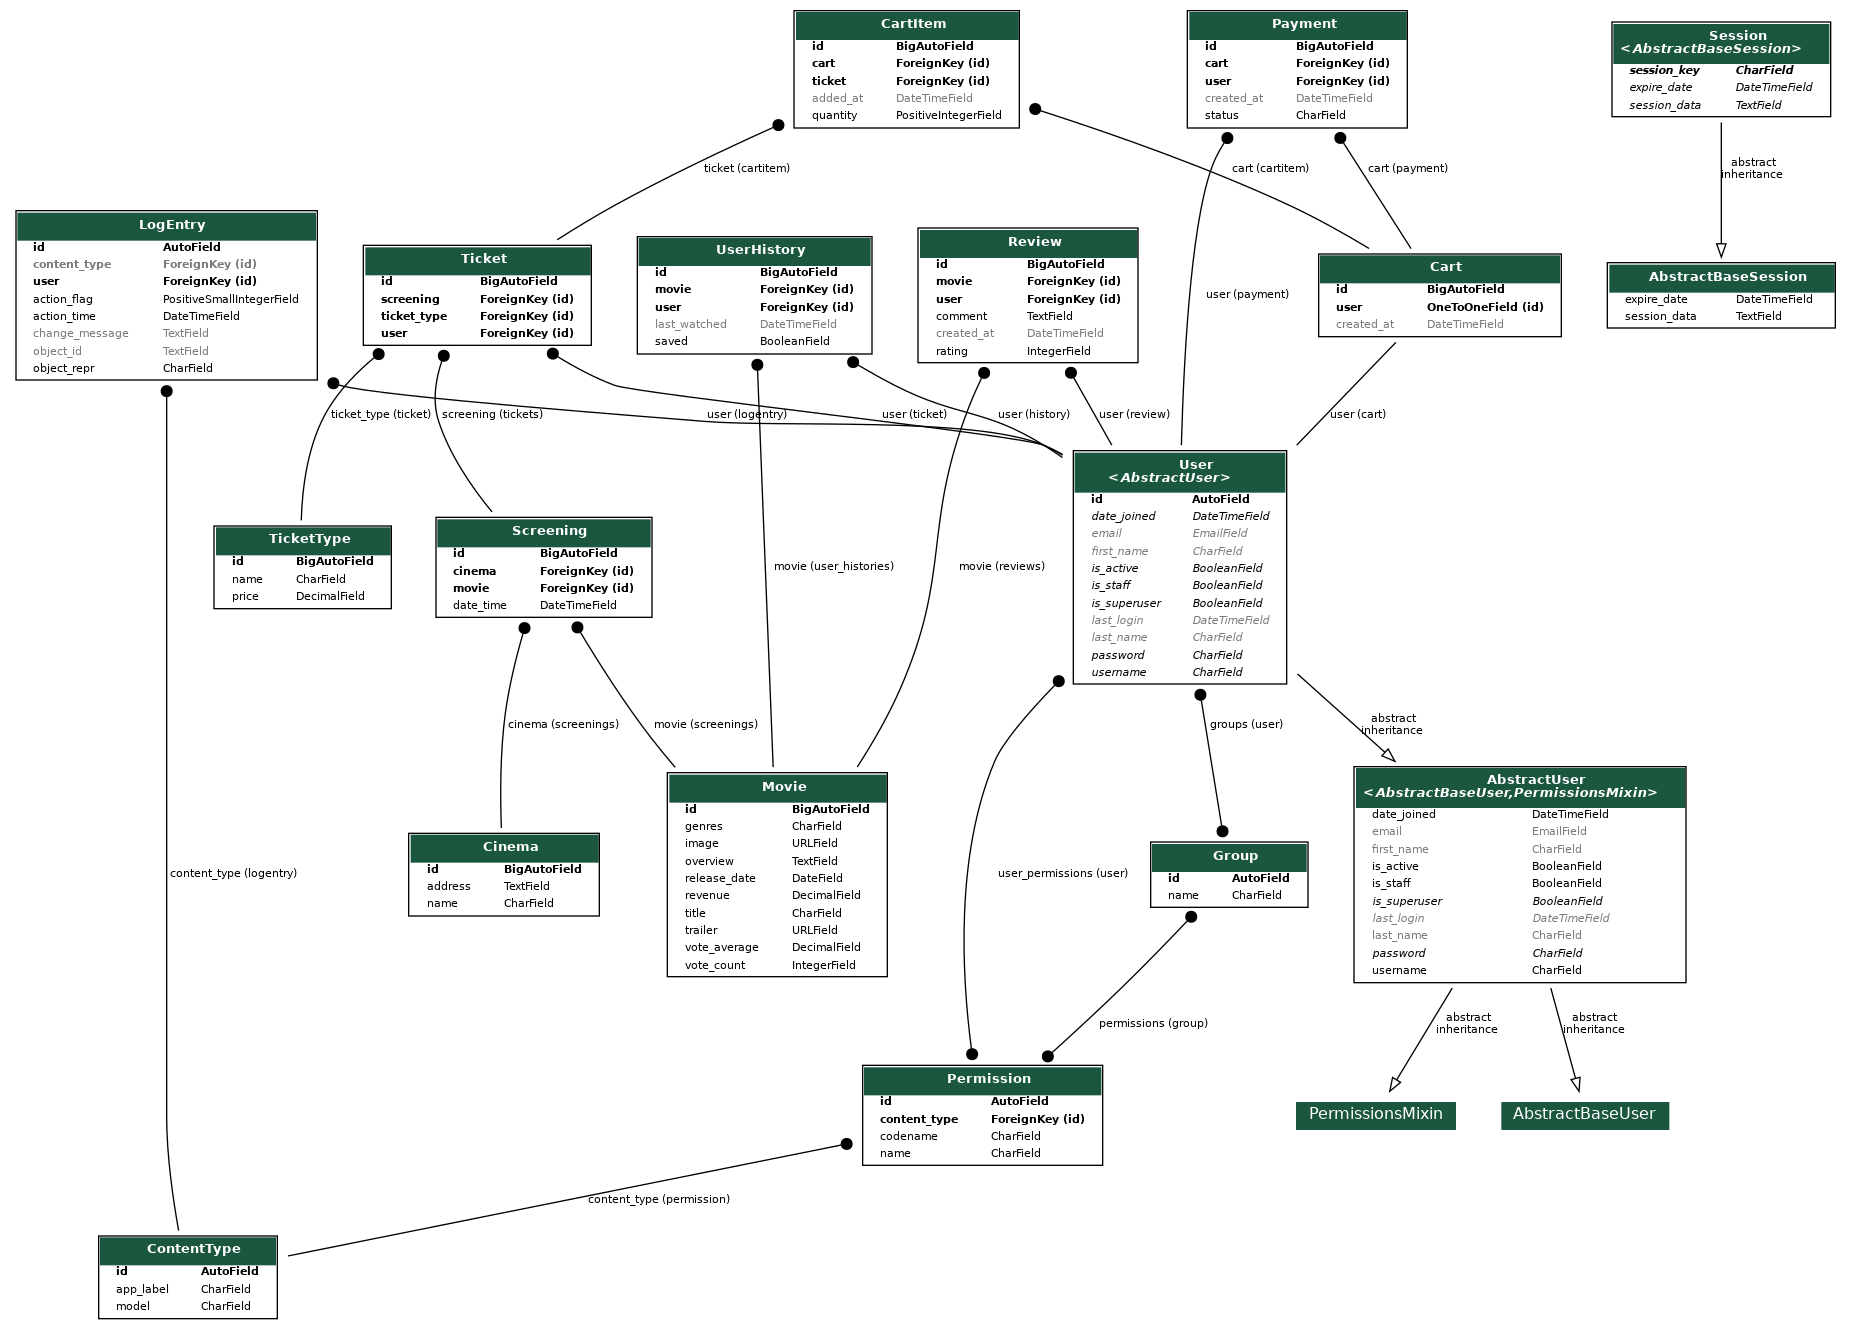 CartItem
id BigAutoField
cart ForeignKey (id)
ticket ForeignKey (id)
added_at DateTimeField
quantity PositiveIntegerField
Payment
id BigAutoField
cart ForeignKey (id)
user ForeignKey (id)
created_at DateTimeField
status CharField
Session
<AbstractBaseSession>
session_key CharField
expire_date DateTimeField
session_data TextField
ticket (cartitem)
cart (cartitem)
cart (payment)
abstract
inheritance
LogEntry
id AutoField
content_type ForeignKey (id)
user ForeignKey (id)
action_flag PositiveSmallIntegerField
action_time DateTimeField
change_message TextField
object_id TextField
object_repr CharField
Ticket
id BigAutoField
screening ForeignKey (id)
ticket_type ForeignKey (id)
user ForeignKey (id)
UserHistory
id BigAutoField
movie ForeignKey (id)
user ForeignKey (id)
last_watched DateTimeField
saved BooleanField
Review
id BigAutoField
movie ForeignKey (id)
user ForeignKey (id)
comment TextField
created_at DateTimeField
rating IntegerField
user (payment)
Cart
id BigAutoField
user OneToOneField (id)
created_at DateTimeField
AbstractBaseSession
expire_date DateTimeField
session_data TextField
ticket_type (ticket)
screening (tickets)
user (logentry)
user (ticket)
user (history)
user (review)
user (cart)
User
<AbstractUser>
id AutoField
date_joined DateTimeField
email EmailField
first_name CharField
is_active BooleanField
is_staff BooleanField
is_superuser BooleanField
last_login DateTimeField
last_name CharField
password CharField
username CharField
TicketType
id BigAutoField
name CharField
price DecimalField
Screening
id BigAutoField
cinema ForeignKey (id)
movie ForeignKey (id)
date_time DateTimeField
movie (user_histories)
movie (reviews)
cinema (screenings)
movie (screenings)
groups (user)
abstract
inheritance
Movie
id BigAutoField
genres CharField
image URLField
overview TextField
release_date DateField
revenue DecimalField
title CharField
trailer URLField
vote_average DecimalField
vote_count IntegerField
AbstractUser
<AbstractBaseUser,PermissionsMixin>
date_joined DateTimeField
email EmailField
first_name CharField
is_active BooleanField
is_staff BooleanField
is_superuser BooleanField
last_login DateTimeField
last_name CharField
password CharField
username CharField
Cinema
id BigAutoField
address TextField
name CharField
Group
id AutoField
name CharField
content_type (logentry)
user_permissions (user)
permissions (group)
abstract
inheritance
abstract
inheritance
Permission
id AutoField
content_type ForeignKey (id)
codename CharField
name CharField
PermissionsMixin
AbstractBaseUser
content_type (permission)
ContentType
id AutoField
app_label CharField
model CharField